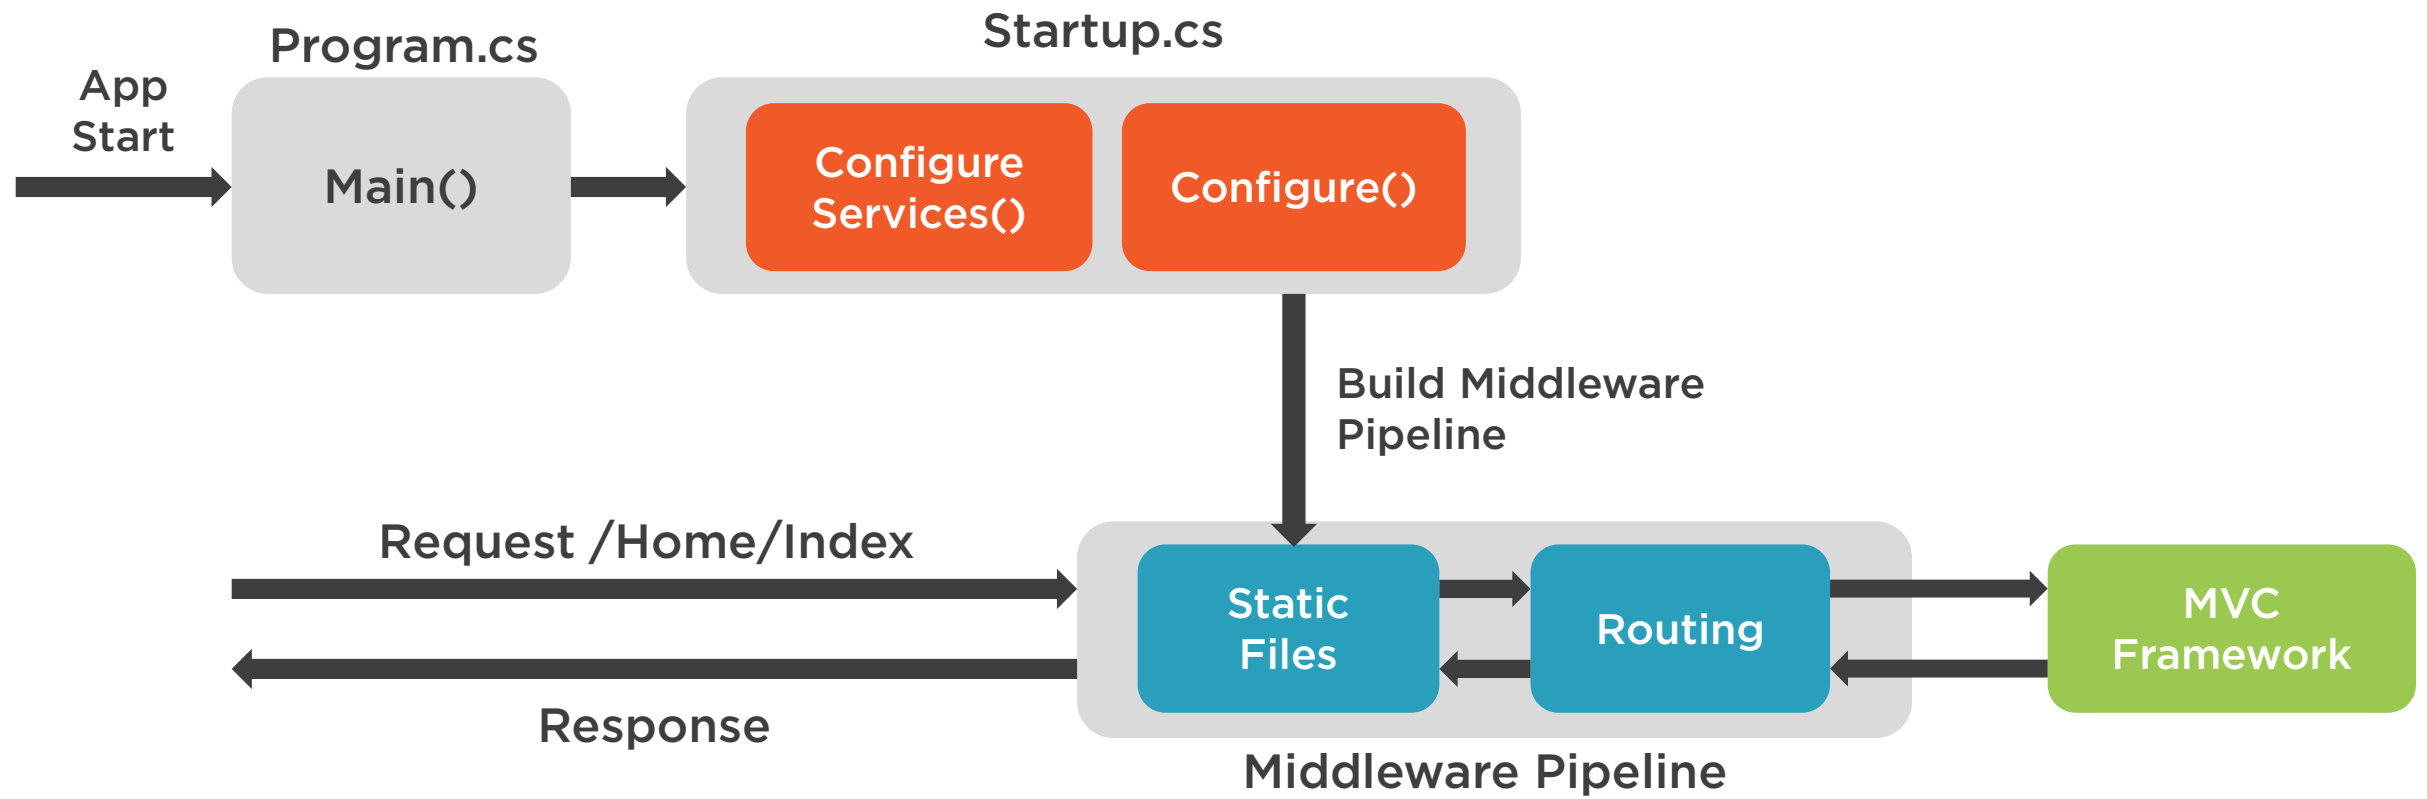 Program.cs
Startup.cs
App
Start
Main()
Configure
Services()
Configure()
Build Middleware
Pipeline
Request /Home/Index
Response
Static
Files
Routing
MVC
Framework
Middleware Pipeline